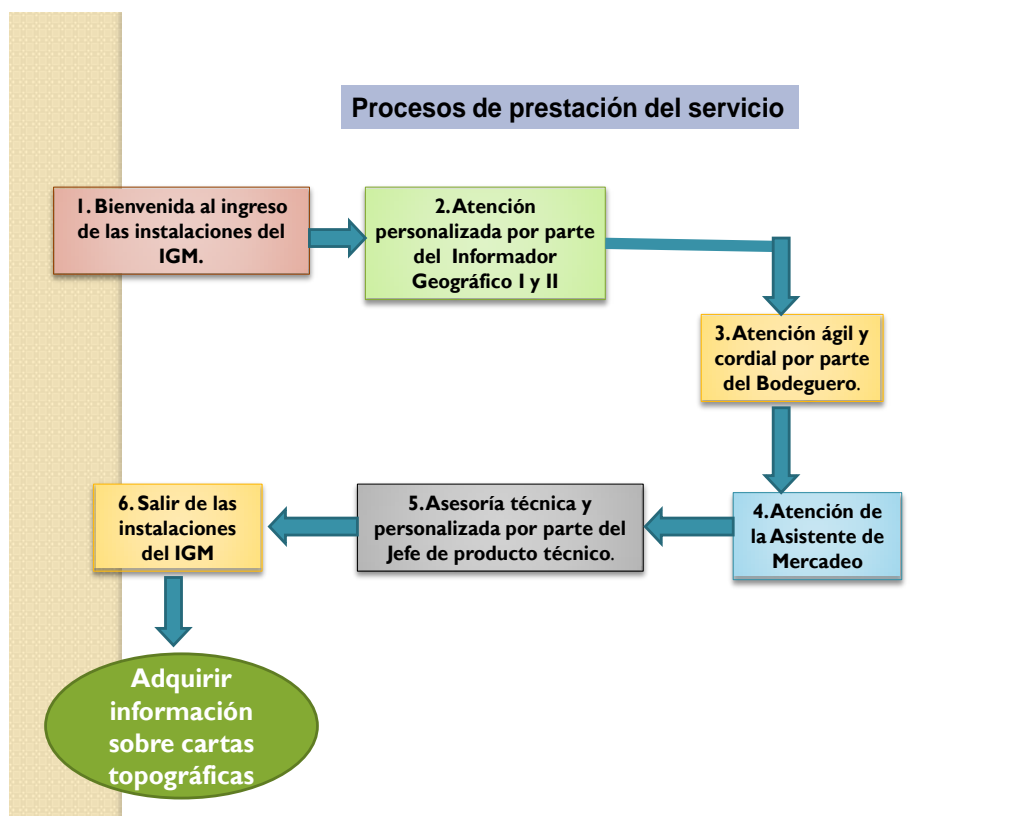 Procesos de prestación del servicio
1. Bienvenida al ingreso
de las instalaciones del
IGM.
2. Atención
personalizada por parte
del Informador
Geográfico I y II
3. Atención ágil y
cordial por parte
del Bodeguero.
4. Atención de
la Asistente de
Mercadeo
5. Asesoría técnica y
personalizada por parte del
Jefe de producto técnico.
6. Salir de las
instalaciones
del IGM
Adquirir
información
sobre cartas
topográficas